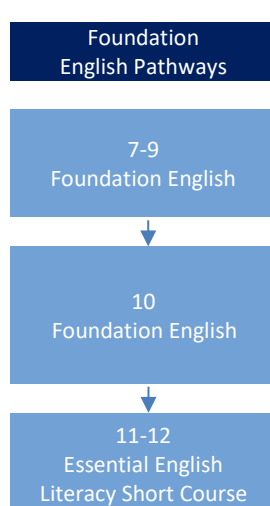 Foundation
English Pathways
7-9
Foundation English
10
Foundation English
11-12
Essential English
Literacy Short Course